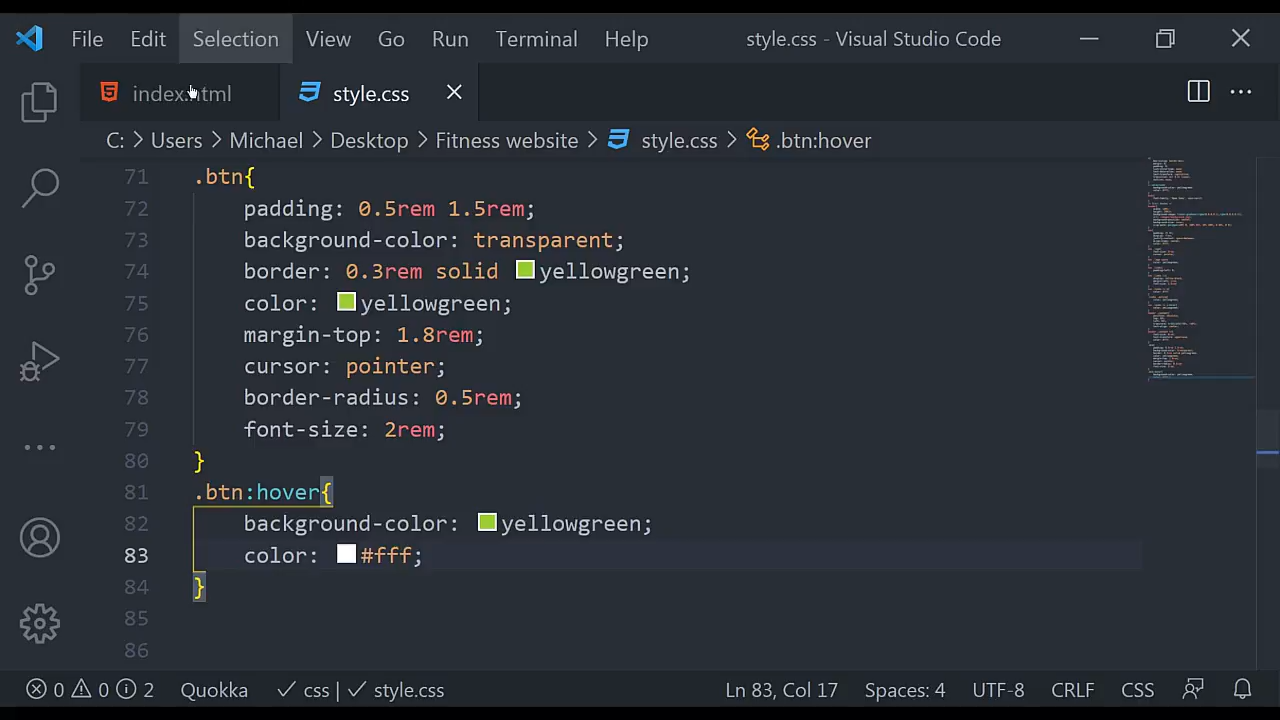 File Edit Selection View Go Run Terminal Help style.css - Visual Studio Code
index.html style.css
C: > Users > Michael > Desktop > Fitness website > style.css > .btn:hover
71 .btn{
72 padding: 0.5rem 1.5rem;
73 background-color: transparent;
74 border: 0.3rem solid yellowgreen;
75 color: yellowgreen;
76 margin-top: 1.8rem;
77 cursor: pointer;
78 border-radius: 0.5rem;
79 font-size: 2rem;
80 }
81 .btn:hover{
82 background-color: yellowgreen;
83 color: #fff;
84 }
85
86
0 0 2 Quokka ✓ css | ✓ style.css Ln 83, Col 17 Spaces: 4 UTF-8 CRLF CSS